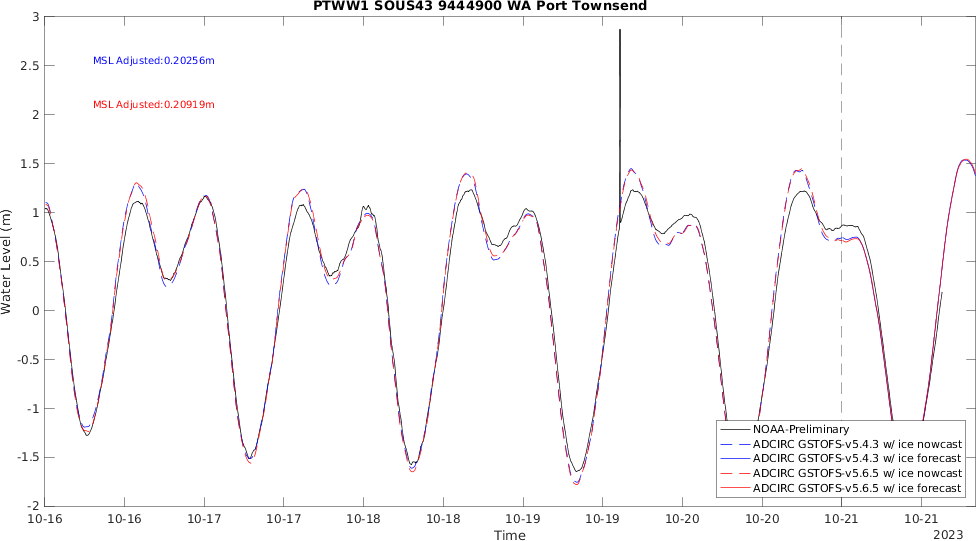 PTWW1 SOUS43 9444900 WA Port Townsend
3
2.5
2
1.5
1
0.5
0
-0.5
-1
-1.5
-2
Water Level (m)
MSL Adjusted:0.20256m
MSL Adjusted:0.20919m
NOAA-Preliminary
ADCIRC GSTOFS-v5.4.3 w/ ice nowcast
ADCIRC GSTOFS-v5.4.3 w/ ice forecast
ADCIRC GSTOFS-v5.6.5 w/ ice nowcast
ADCIRC GSTOFS-v5.6.5 w/ ice forecast
10-16 10-16 10-17 10-17 10-18 10-18 10-19 10-19 10-20 10-20 10-21 10-21
Time
2023